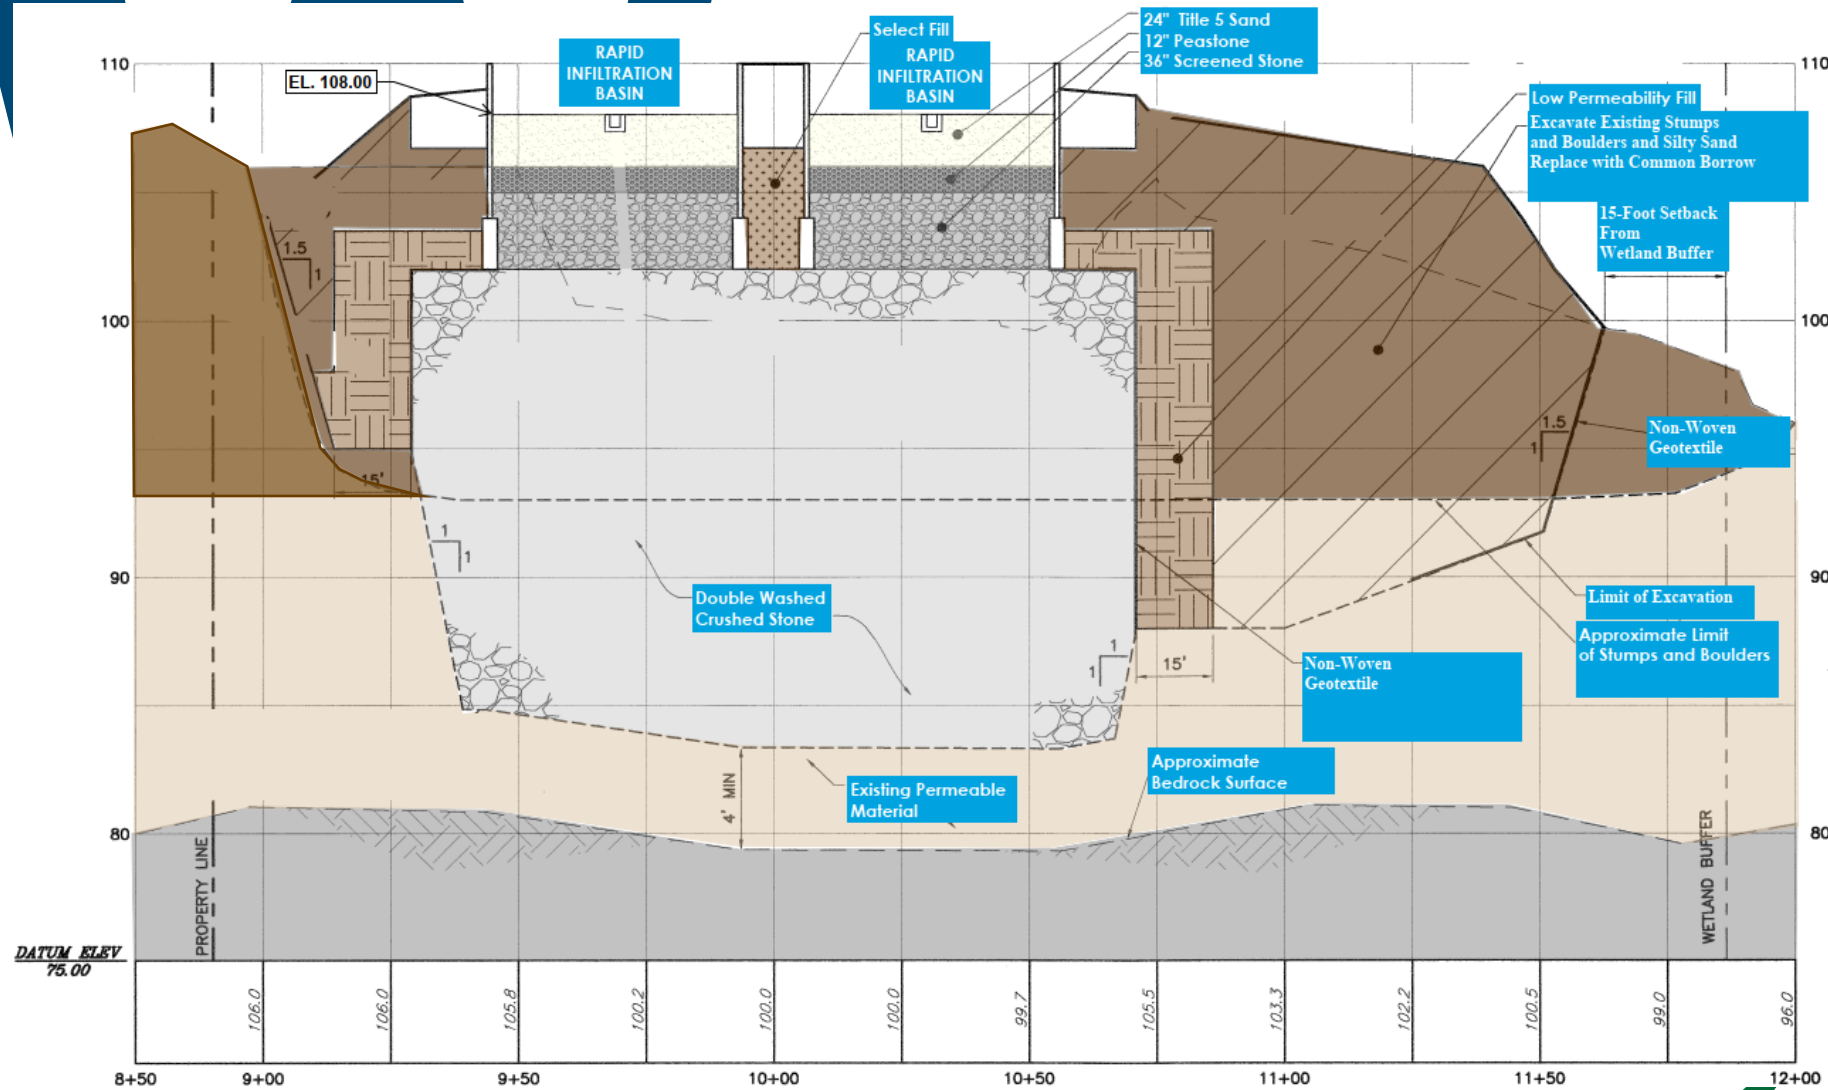 24" Title 5 Sand
12" Peastone
36" Screened Stone
Select Fill
RAPID
INFILTRATION
BASIN
RAPID
INFILTRATION
BASIN
EL. 108.00
110
110
Low Permeability Fill
Excavate Existing Stumps
and Boulders and Silty Sand
Replace with Common Borrow
15-Foot Setback
From
Wetland Buffer
1.5
1
100
100
1.5
1
Non-Woven
Geotextile
15'
1
1
90
90
Double Washed
Crushed Stone
Limit of Excavation
Approximate Limit
of Stumps and Boulders
1
1
15'
Non-Woven
Geotextile
Approximate
Bedrock Surface
Existing Permeable
Material
4' MIN
80
80
PROPERTY LINE
WETLAND BUFFER
DATUM ELEV
75.00
106.0
106.0
105.8
100.2
100.0
100.0
99.7
105.5
103.3
102.2
100.5
99.0
96.0
8+50
9+00
9+50
10+00
10+50
11+00
11+50
12+00